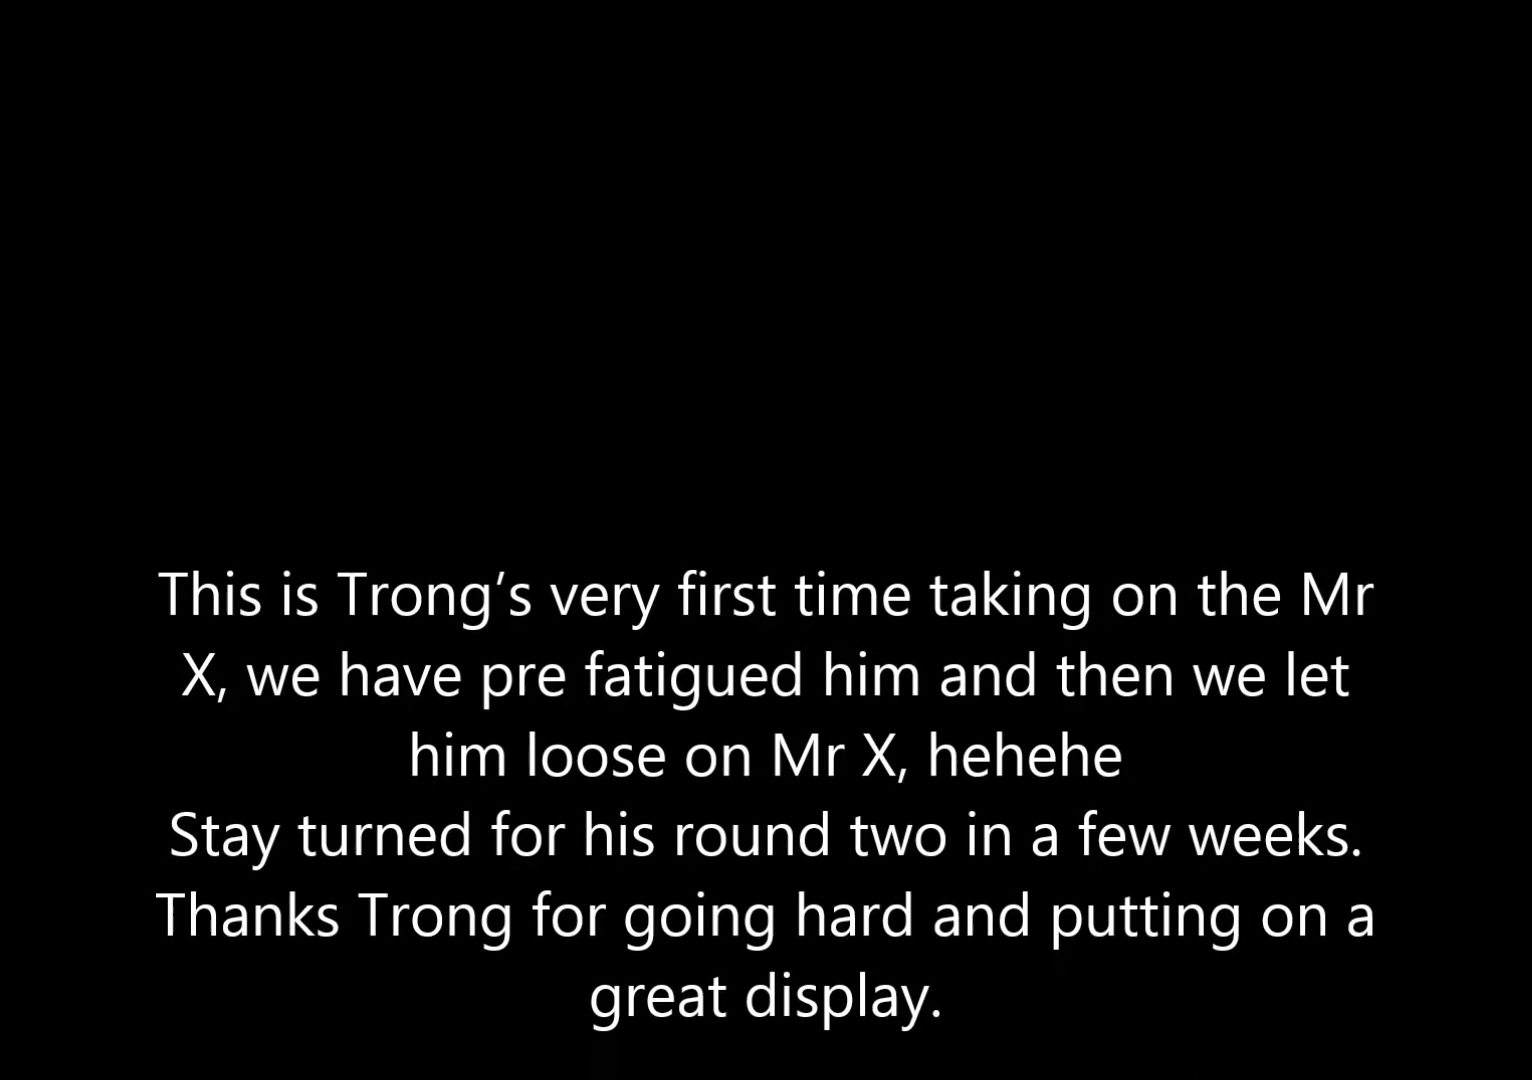 This is Trong’s very first time taking on the Mr
X, we have pre fatigued him and then we let
him loose on Mr X, hehehe
Stay turned for his round two in a few weeks.
Thanks Trong for going hard and putting on a
great display.